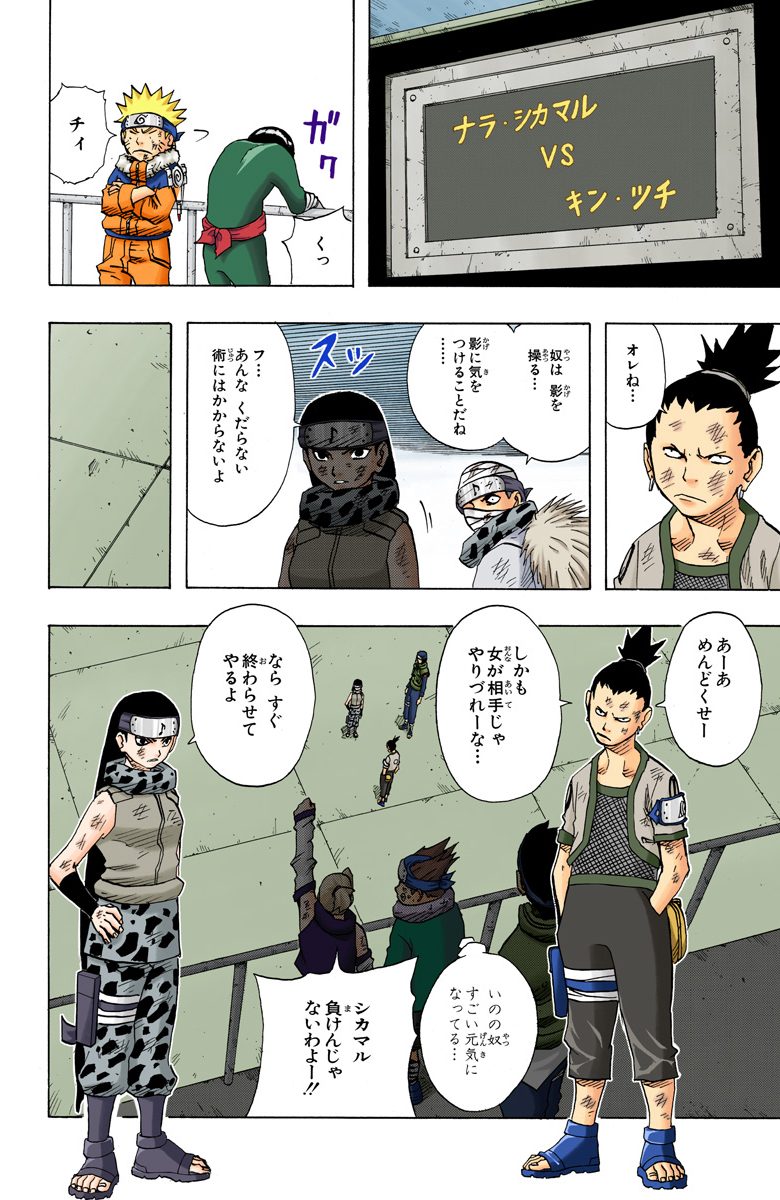 ナラ・シカマル
VS
キン・ツチ
ガク
くっ
チィ
オレね…
奴は影を
操る…
影に気を
つけることだね
……
スッ
フ…
あんなくだらない
術にはかからないよ
あーあ
めんどくせー
しかも
女が相手じゃ
やりづれーな…
なら すぐ
終わらせて
やるよ
いのの奴
すごい元気に
なってる…
シカマル
負けんじゃ
ないわよー!!